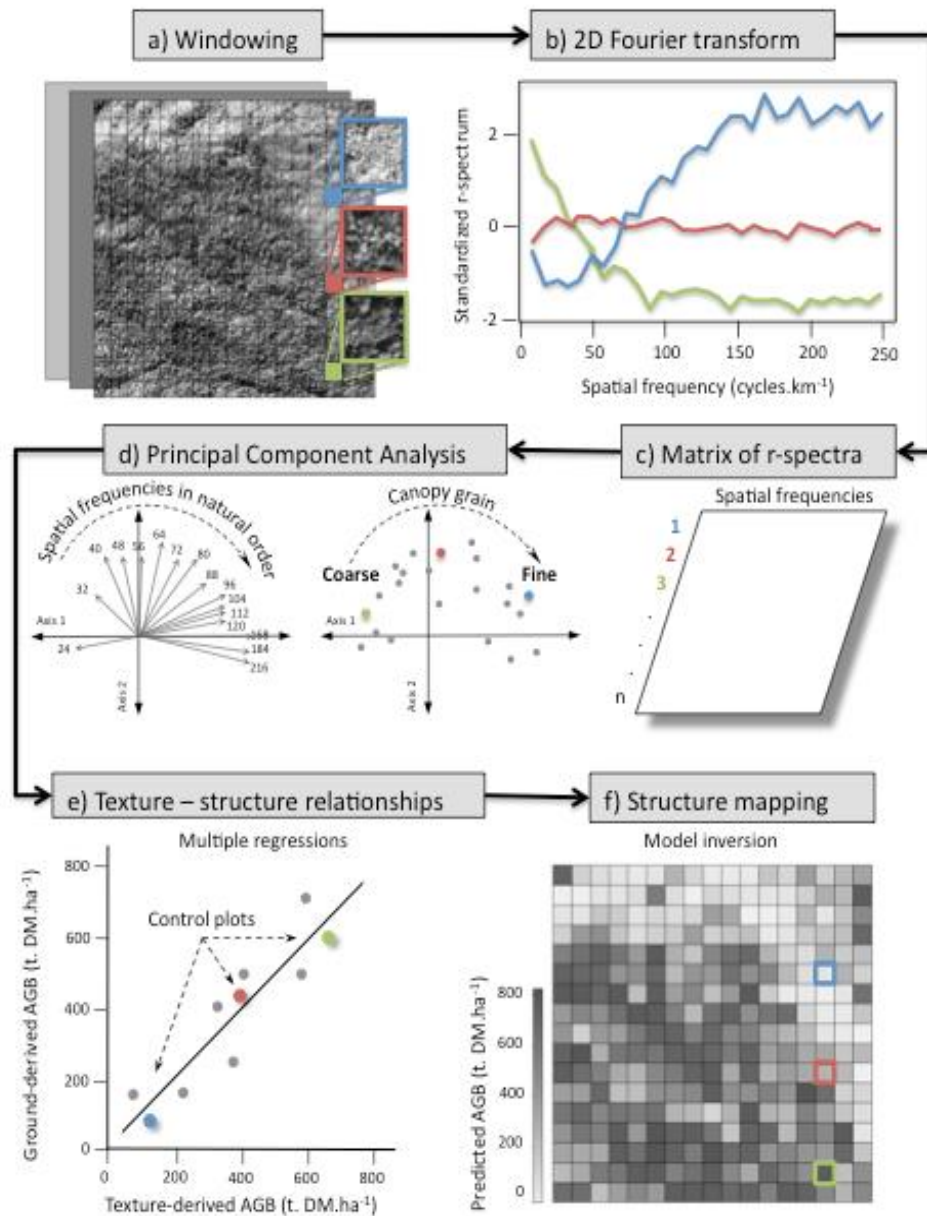 a) Windowing
b) 2D Fourier transform
Standardized r-spectrum
2
0
-2
0
50
100
150
200
250
Spatial frequency (cycles.km⁻¹)
d) Principal Component Analysis
c) Matrix of r-spectra
Spatial frequencies in natural order
24
32
40
48
56
64
72
80
88
96
104
112
120
168
184
216
Axis 1
Axis 2
Canopy grain
Coarse
Fine
Axis 1
Axis 2
Spatial frequencies
1
2
3
.
.
.
n
e) Texture – structure relationships
f) Structure mapping
Multiple regressions
Ground-derived AGB (t. DM.ha⁻¹)
800
600
400
200
0
Control plots
0
200
400
600
800
Texture-derived AGB (t. DM.ha⁻¹)
Model inversion
Predicted AGB (t. DM.ha⁻¹)
800
600
400
200
0